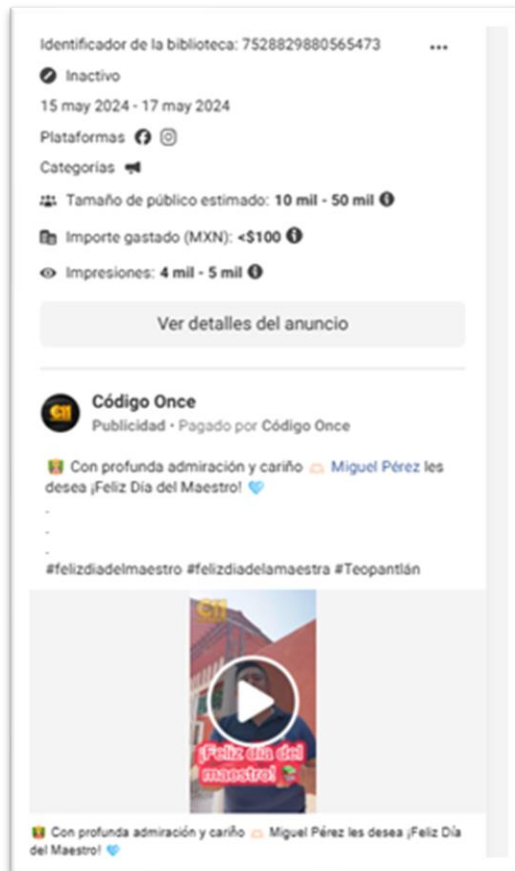 Identificador de la biblioteca: 7528829880565473
Inactivo
15 may 2024 - 17 may 2024
Plataformas
Categorías
Tamaño de público estimado: 10 mil - 50 mil
Importe gastado (MXN): <$100
Impresiones: 4 mil - 5 mil
Ver detalles del anuncio
C11
Código Once
Publicidad • Pagado por Código Once
Con profunda admiración y cariño Miguel Pérez les
desea ¡Feliz Día del Maestro!
.
.
.
#felizdiadelmaestro #felizdiadelamaestra #Teopantlán
C11
¡Feliz día del
maestro!
Con profunda admiración y cariño Miguel Pérez les desea ¡Feliz Día
del Maestro!